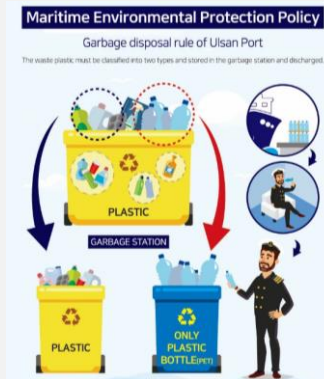 Maritime Environmental Protection Policy
Garbage disposal rule of Ulsan Port
The waste plastic must be classified into two types and stored in the garbage station and discharged.
PLASTIC
GARBAGE STATION
PLASTIC
ONLY
PLASTIC
BOTTLE(PET)